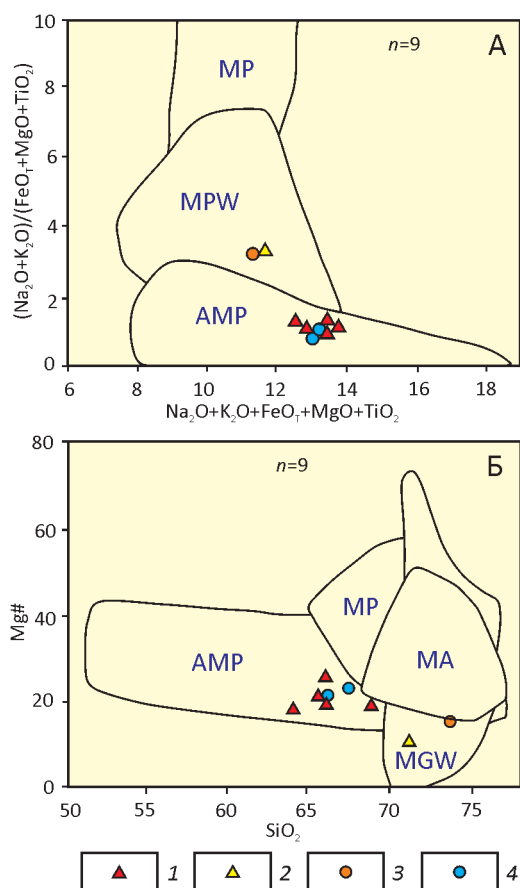 10
8
6
4
2
0
(Na₂O+K₂O)/(FeOₜ+MgO+TiO₂)
n=9
А
MP
MPW
AMP
6 8 10 12 14 16 18
Na₂O+K₂O+FeOₜ+MgO+TiO₂
80
60
40
20
0
Mg#
n=9
Б
AMP
MP
MA
MGW
50 55 60 65 70 75 80
SiO₂
1 2 3 4